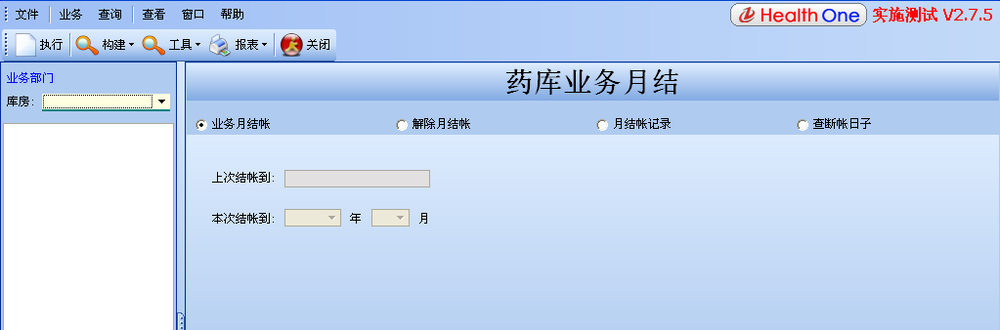 文件 业务 查询 查看 窗口 帮助 Health One 实施测试 V2.7.5
执行 构建 工具 报表 关闭
业务部门
库房:
药库业务月结
业务月结帐 解除月结帐 月结帐记录 查断帐日子
上次结帐到:
本次结帐到: 年 月